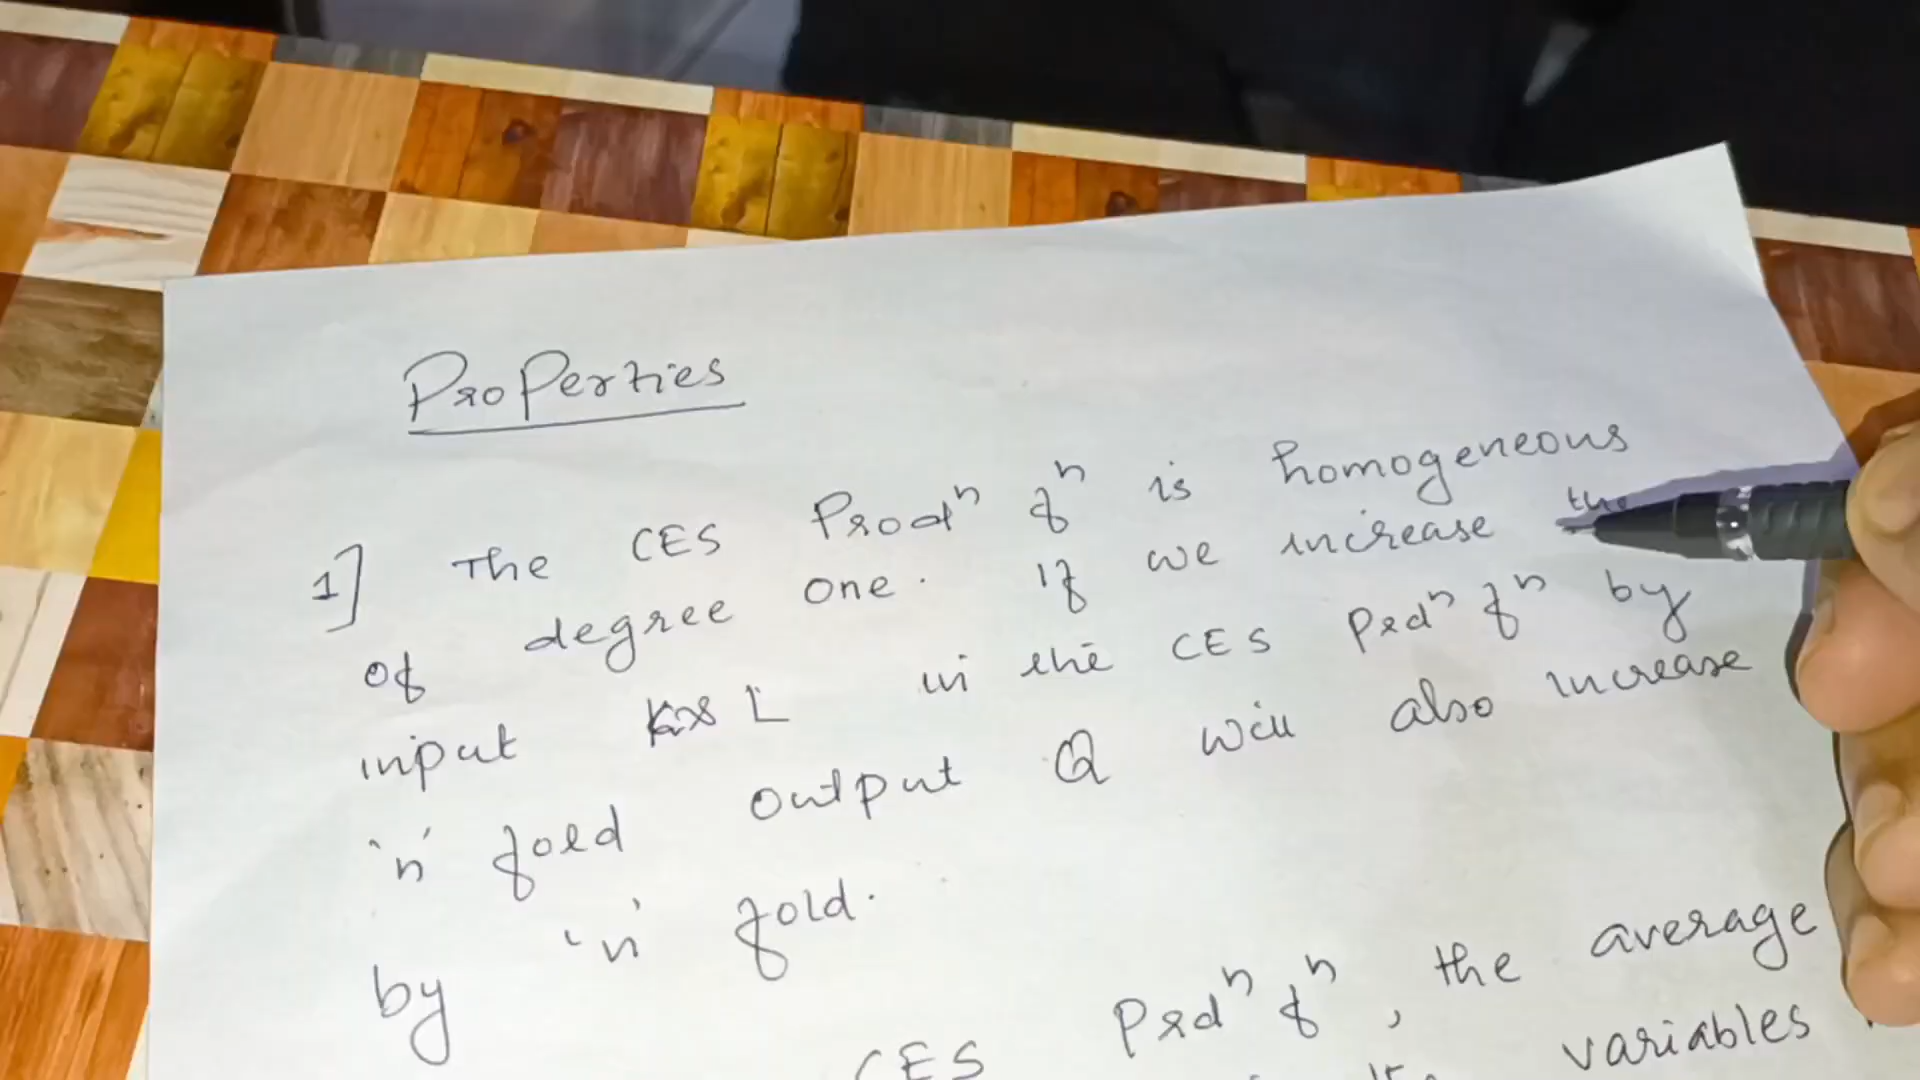 Properties
1] The CES Prodⁿ fⁿ is homogeneous
of degree one. If we increase the
input K & L in the CES Prdⁿ fⁿ by
'n' fold output Q will also increase
by 'n' fold.
CES Prdⁿ fⁿ, the average
variables